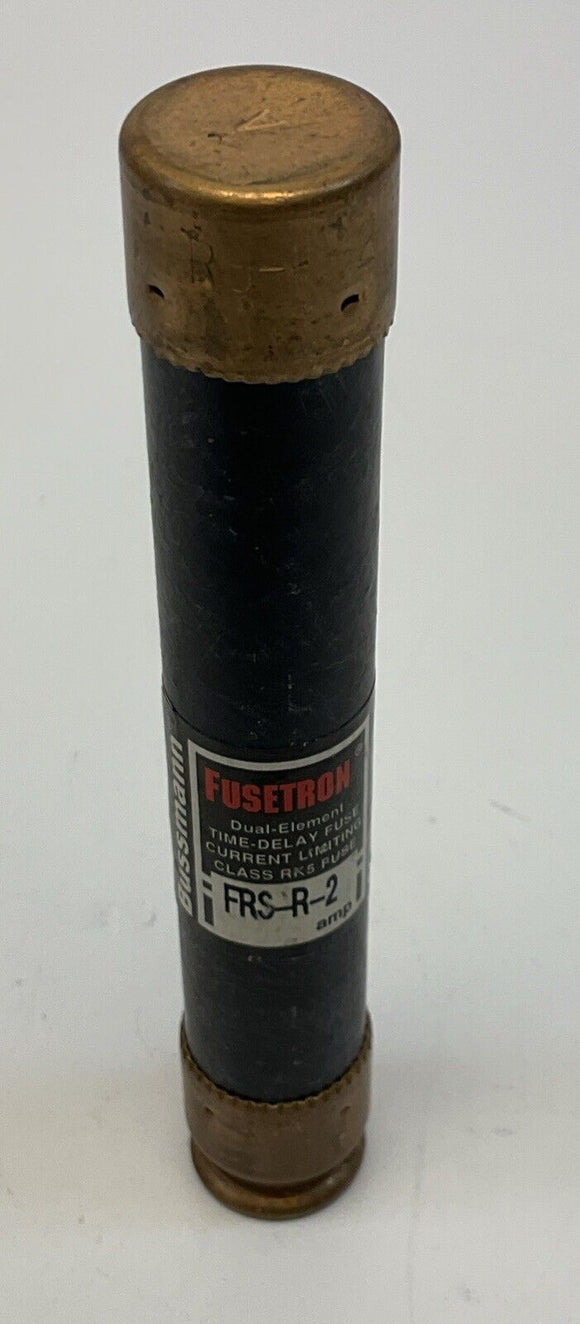 Bussmann
FUSETRON®
Dual-Element
TIME-DELAY FUSE
CURRENT LIMITING
CLASS RK5 FUSE
FRS-R-2
amp